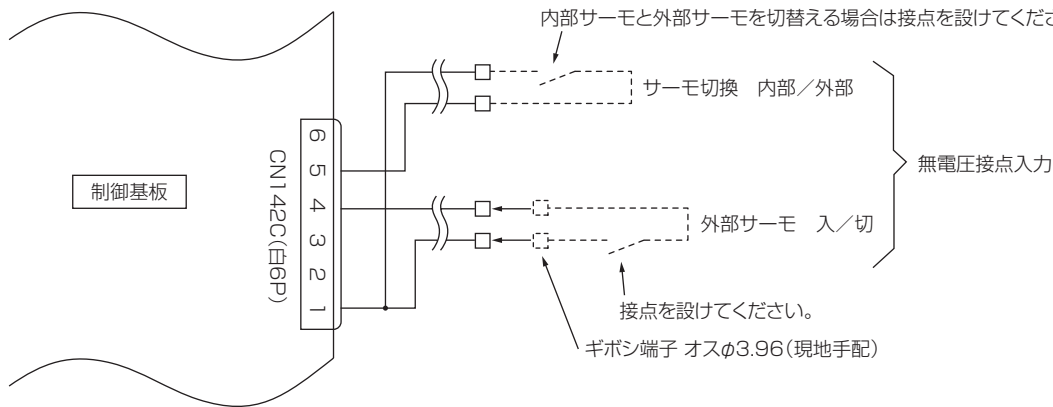 内部サーモと外部サーモを切替える場合は接点を設けてくださ
サーモ切換　内部／外部
無電圧接点入力
制御基板
CN142C(白6P)
6
5
4
3
2
1
外部サーモ　入／切
接点を設けてください。
ギボシ端子 オスφ3.96(現地手配)